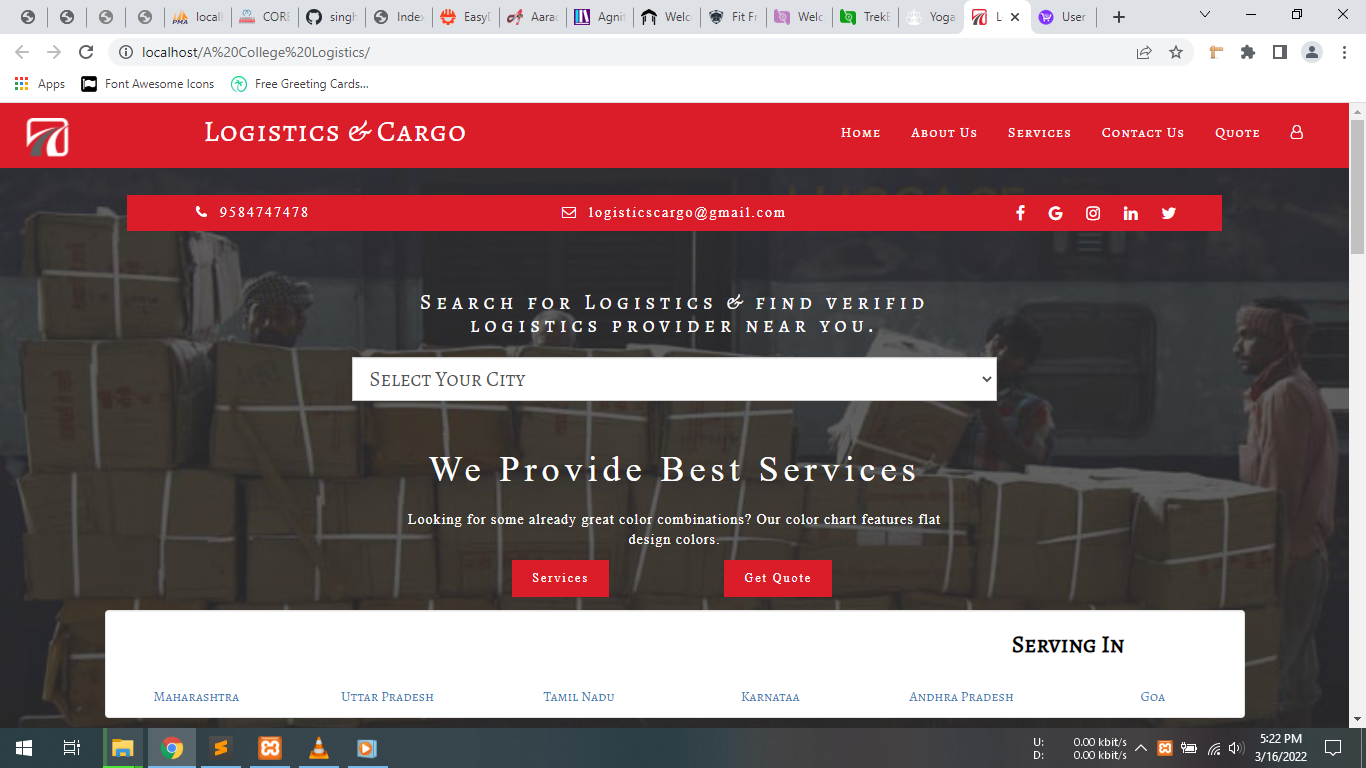 locall
CORE
singh
Index
EasyD
Aarac
Agnit
Welc
Fit Fr
Welc
TrekE
Yoga
L
User
localhost/A%20College%20Logistics/
Apps Font Awesome Icons Free Greeting Cards...
Logistics & Cargo
Home About Us Services Contact Us Quote
9584747478 logisticscargo@gmail.com
Search for Logistics & find verifid
logistics provider near you.
Select Your City
We Provide Best Services
Looking for some already great color combinations? Our color chart features flat
design colors.
Services Get Quote
Serving In
Maharashtra Uttar Pradesh Tamil Nadu Karnataa Andhra Pradesh Goa
U: 0.00 kbit/s
D: 0.00 kbit/s
5:22 PM
3/16/2022